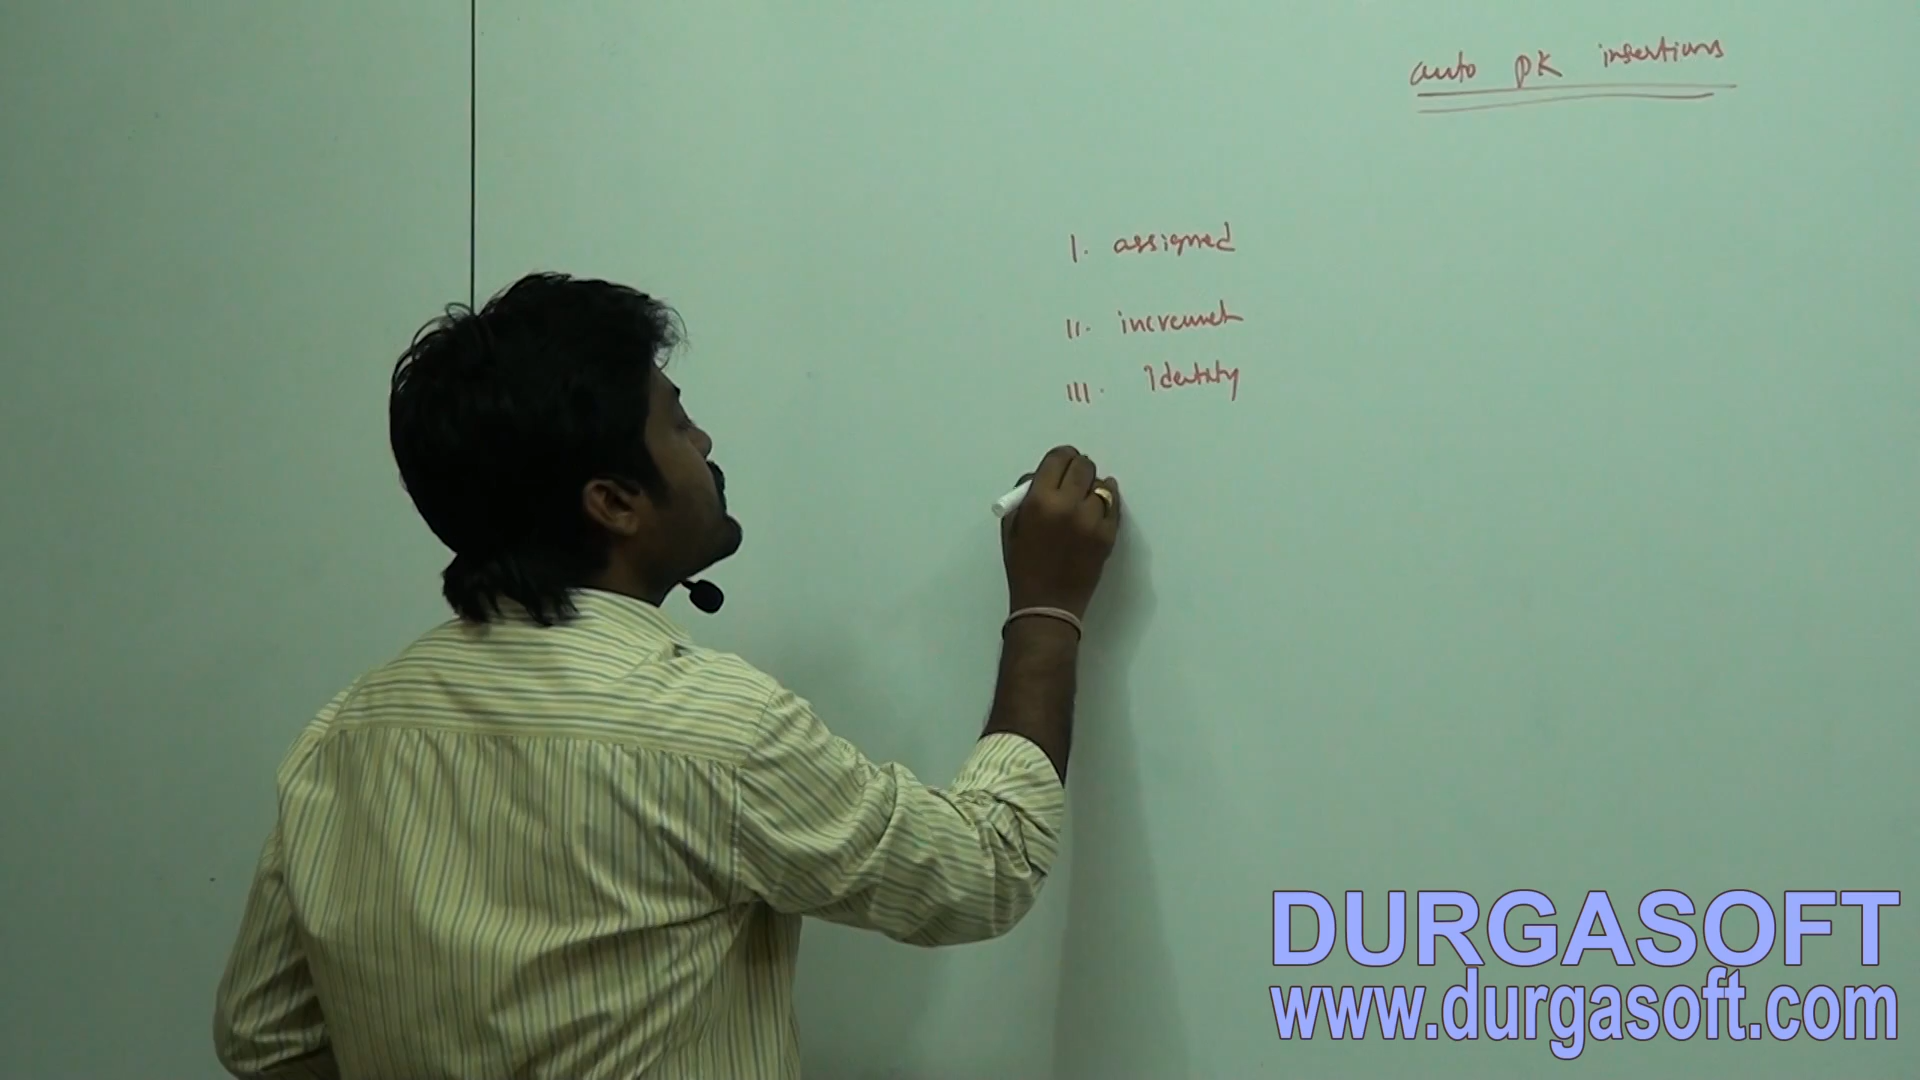 auto PK insertions
I. assigned
II. increment
III. Identity
DURGASOFT
www.durgasoft.com